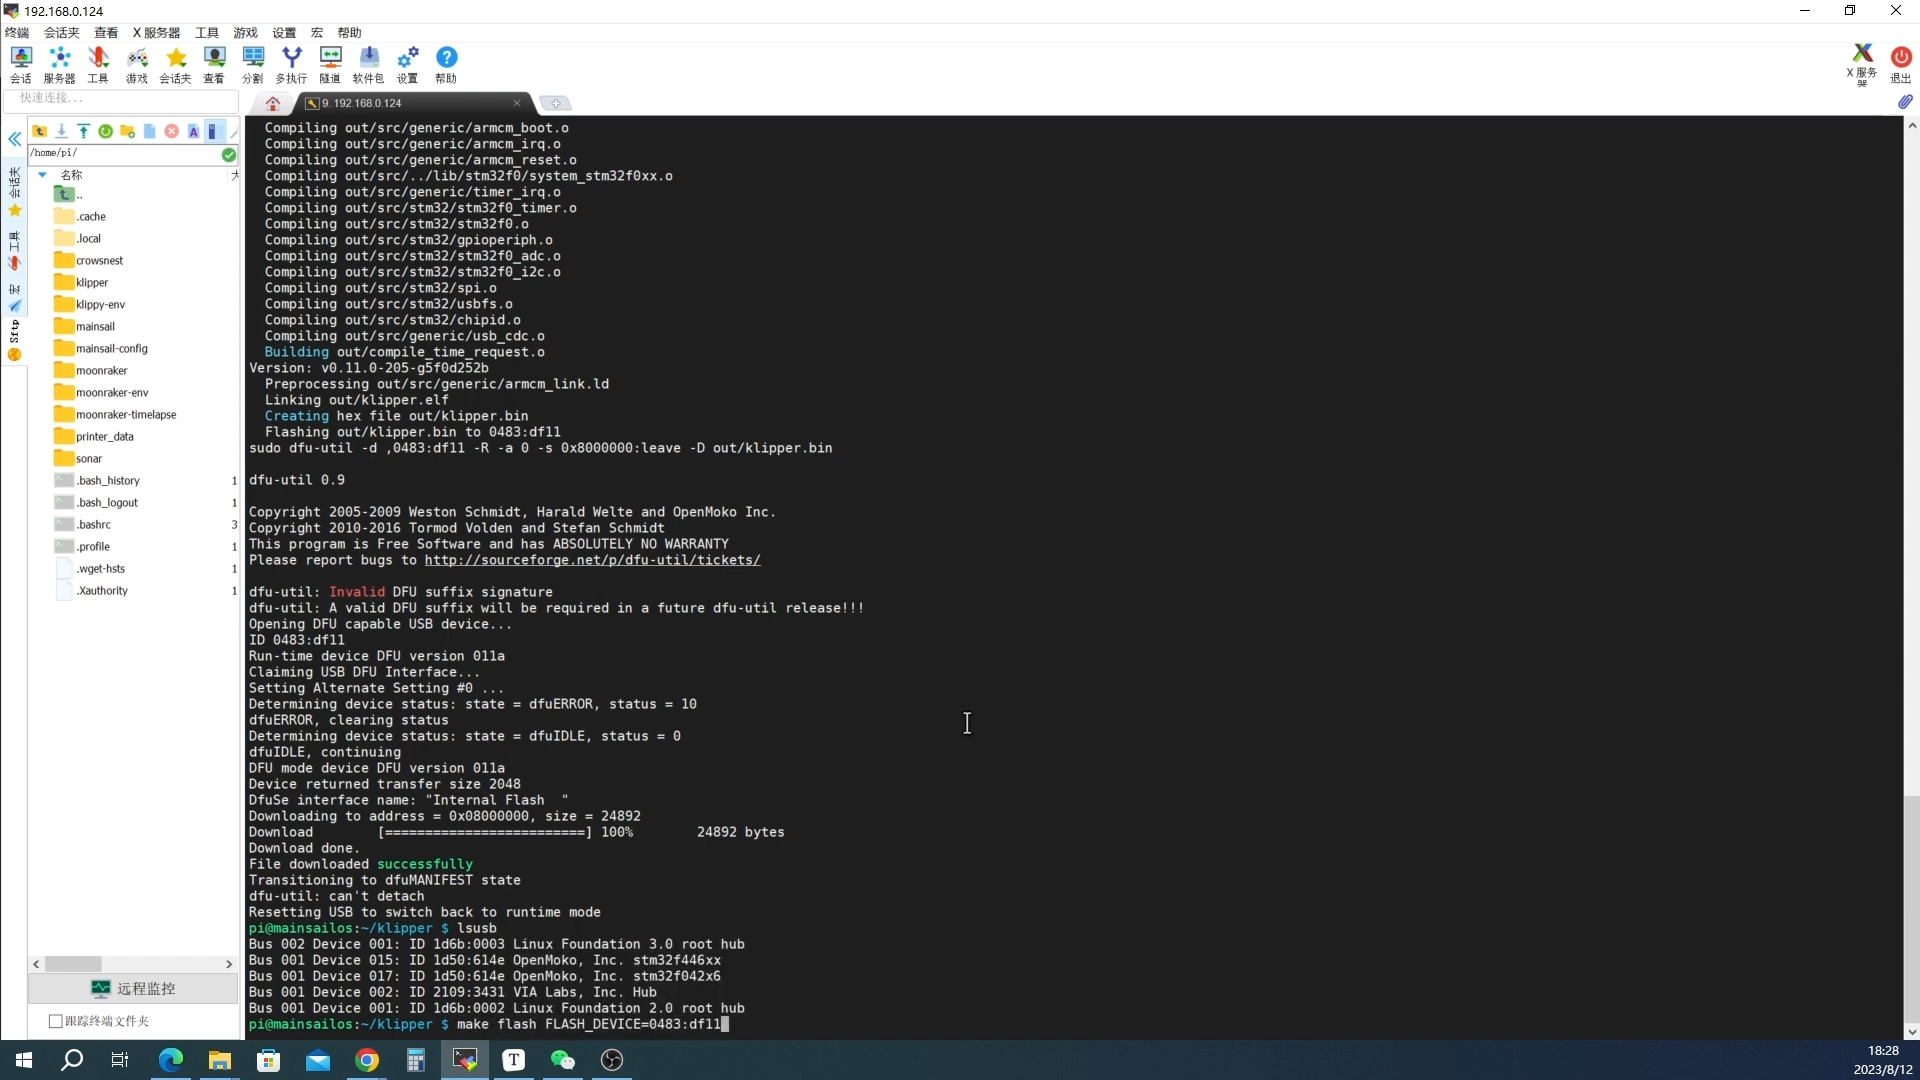 192.168.0.124
终端 会话夹 查看 X 服务器 工具 游戏 设置 宏 帮助
会话 服务器 工具 游戏 会话夹 查看 分割 多执行 隧道 软件包 设置 帮助
X 服务器 退出
快速连接...
9. 192.168.0.124
/home/pi/
名称
..
.cache
.local
crowsnest
klipper
klippy-env
mainsail
mainsail-config
moonraker
moonraker-env
moonraker-timelapse
printer_data
sonar
.bash_history 1
.bash_logout 1
.bashrc 3
.profile 1
.wget-hsts 1
.Xauthority 1
会话夹
工具
宏
Sftp
远程监控
跟踪终端文件夹
Compiling out/src/generic/armcm_boot.o
Compiling out/src/generic/armcm_irq.o
Compiling out/src/generic/armcm_reset.o
Compiling out/src/../lib/stm32f0/system_stm32f0xx.o
Compiling out/src/generic/timer_irq.o
Compiling out/src/stm32/stm32f0_timer.o
Compiling out/src/stm32/stm32f0.o
Compiling out/src/stm32/gpioperiph.o
Compiling out/src/stm32/stm32f0_adc.o
Compiling out/src/stm32/stm32f0_i2c.o
Compiling out/src/stm32/spi.o
Compiling out/src/stm32/usbfs.o
Compiling out/src/stm32/chipid.o
Compiling out/src/generic/usb_cdc.o
Building out/compile_time_request.o
Version: v0.11.0-205-g5f0d252b
Preprocessing out/src/generic/armcm_link.ld
Linking out/klipper.elf
Creating hex file out/klipper.bin
Flashing out/klipper.bin to 0483:df11
sudo dfu-util -d ,0483:df11 -R -a 0 -s 0x8000000:leave -D out/klipper.bin
dfu-util 0.9
Copyright 2005-2009 Weston Schmidt, Harald Welte and OpenMoko Inc.
Copyright 2010-2016 Tormod Volden and Stefan Schmidt
This program is Free Software and has ABSOLUTELY NO WARRANTY
Please report bugs to http://sourceforge.net/p/dfu-util/tickets/
dfu-util: Invalid DFU suffix signature
dfu-util: A valid DFU suffix will be required in a future dfu-util release!!!
Opening DFU capable USB device...
ID 0483:df11
Run-time device DFU version 011a
Claiming USB DFU Interface...
Setting Alternate Setting #0 ...
Determining device status: state = dfuERROR, status = 10
dfuERROR, clearing status
Determining device status: state = dfuIDLE, status = 0
dfuIDLE, continuing
DFU mode device DFU version 011a
Device returned transfer size 2048
DfuSe interface name: "Internal Flash  "
Downloading to address = 0x08000000, size = 24892
Download [=========================] 100% 24892 bytes
Download done.
File downloaded successfully
Transitioning to dfuMANIFEST state
dfu-util: can't detach
Resetting USB to switch back to runtime mode
pi@mainsailos:~/klipper $ lsusb
Bus 002 Device 001: ID 1d6b:0003 Linux Foundation 3.0 root hub
Bus 001 Device 015: ID 1d50:614e OpenMoko, Inc. stm32f446xx
Bus 001 Device 017: ID 1d50:614e OpenMoko, Inc. stm32f042x6
Bus 001 Device 002: ID 2109:3431 VIA Labs, Inc. Hub
Bus 001 Device 001: ID 1d6b:0002 Linux Foundation 2.0 root hub
pi@mainsailos:~/klipper $ make flash FLASH_DEVICE=0483:df11
18:28
2023/8/12